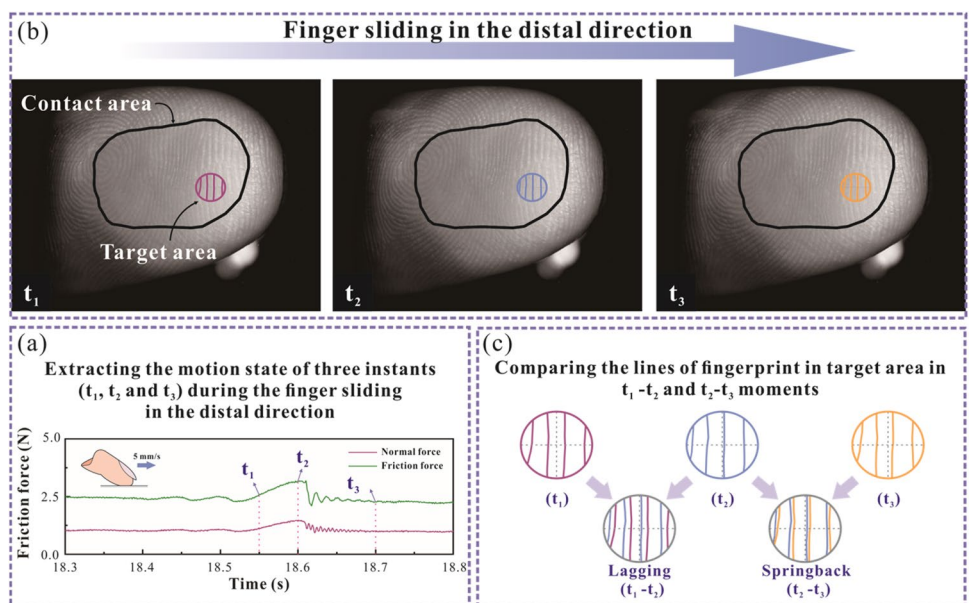 (b)
Finger sliding in the distal direction
Contact area
Target area
t₁
t₂
t₃
(a)
Extracting the motion state of three instants
(t₁, t₂ and t₃) during the finger sliding
in the distal direction
Friction force (N)
5.0
2.5
0.0
5 mm/s
t₁
t₂
t₃
Normal force
Friction force
18.3
18.4
18.5
18.6
18.7
18.8
Time (s)
(c)
Comparing the lines of fingerprint in target area in
t₁ -t₂ and t₂-t₃ moments
(t₁)
(t₂)
(t₃)
Lagging
(t₁ -t₂)
Springback
(t₂ -t₃)